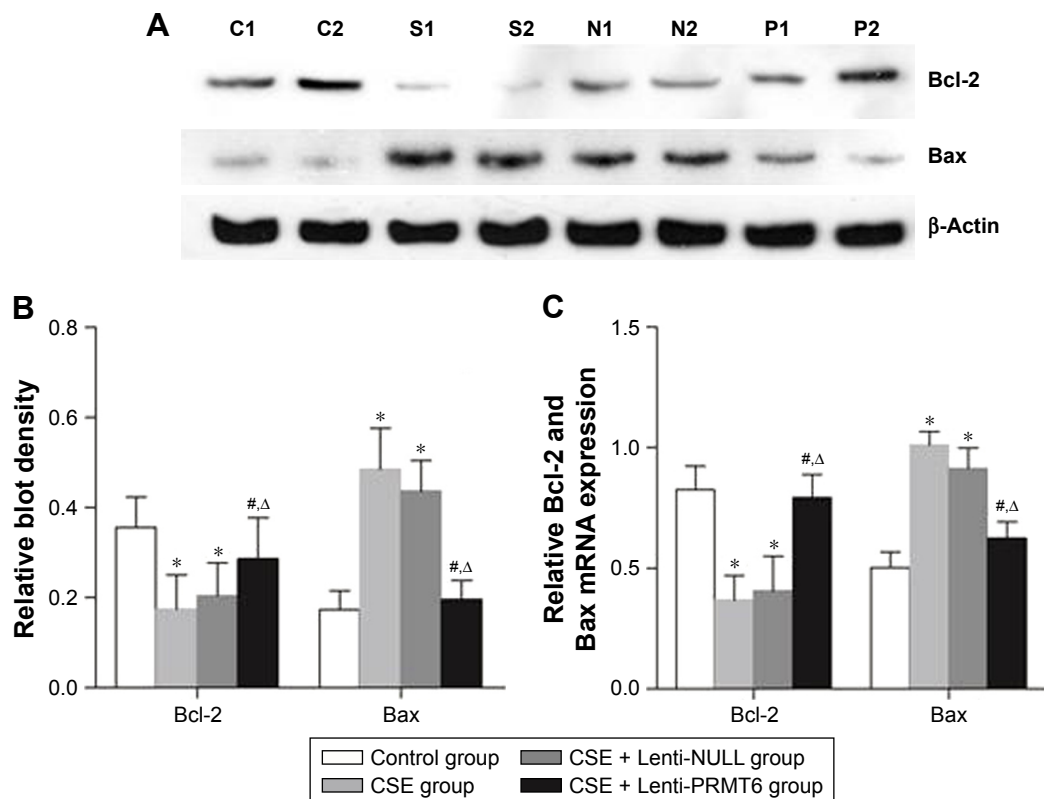 A
C1 C2 S1 S2 N1 N2 P1 P2
Bcl-2
Bax
β-Actin
B
Relative blot density
0.8
0.6
0.4
0.2
0.0
*
*
#,Δ
*
*
#,Δ
Bcl-2 Bax
C
Relative Bcl-2 and
Bax mRNA expression
1.5
1.0
0.5
0.0
*
*
#,Δ
*
*
#,Δ
Bcl-2 Bax
Control group CSE + Lenti-NULL group
CSE group CSE + Lenti-PRMT6 group